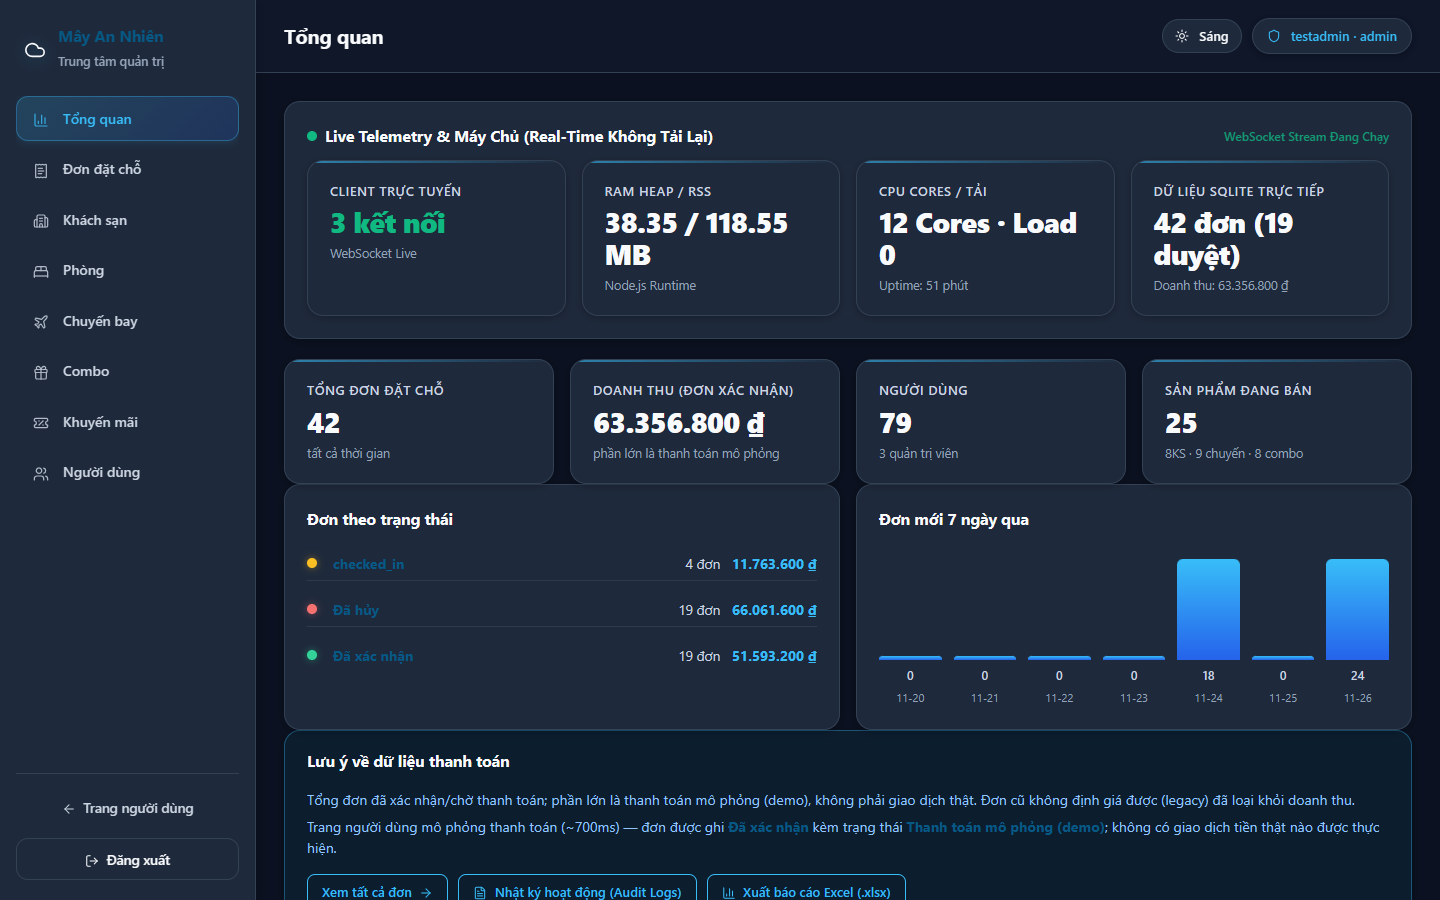 Mây An Nhiên
Trung tâm quản trị
Tổng quan
Đơn đặt chỗ
Khách sạn
Phòng
Chuyến bay
Combo
Khuyến mãi
Người dùng
Trang người dùng
Đăng xuất
Tổng quan
Sáng
testadmin · admin
Live Telemetry & Máy Chủ (Real-Time Không Tải Lại)
WebSocket Stream Đang Chạy
CLIENT TRỰC TUYẾN
3 kết nối
WebSocket Live
RAM HEAP / RSS
38.35 / 118.55
MB
Node.js Runtime
CPU CORES / TẢI
12 Cores · Load
0
Uptime: 51 phút
DỮ LIỆU SQLITE TRỰC TIẾP
42 đơn (19
duyệt)
Doanh thu: 63.356.800 ₫
TỔNG ĐƠN ĐẶT CHỖ
42
tất cả thời gian
DOANH THU (ĐƠN XÁC NHẬN)
63.356.800 ₫
phần lớn là thanh toán mô phỏng
NGƯỜI DÙNG
79
3 quản trị viên
SẢN PHẨM ĐANG BÁN
25
8KS · 9 chuyến · 8 combo
Đơn theo trạng thái
checked_in 4 đơn 11.763.600 ₫
Đã hủy 19 đơn 66.061.600 ₫
Đã xác nhận 19 đơn 51.593.200 ₫
Đơn mới 7 ngày qua
0 0 0 0 18 0 24
11-20 11-21 11-22 11-23 11-24 11-25 11-26
Lưu ý về dữ liệu thanh toán
Tổng đơn đã xác nhận/chờ thanh toán; phần lớn là thanh toán mô phỏng (demo), không phải giao dịch thật. Đơn cũ không định giá được (legacy) đã loại khỏi doanh thu.
Trang người dùng mô phỏng thanh toán (~700ms) — đơn được ghi Đã xác nhận kèm trạng thái Thanh toán mô phỏng (demo); không có giao dịch tiền thật nào được thực
hiện.
Xem tất cả đơn →
Nhật ký hoạt động (Audit Logs)
Xuất báo cáo Excel (.xlsx)